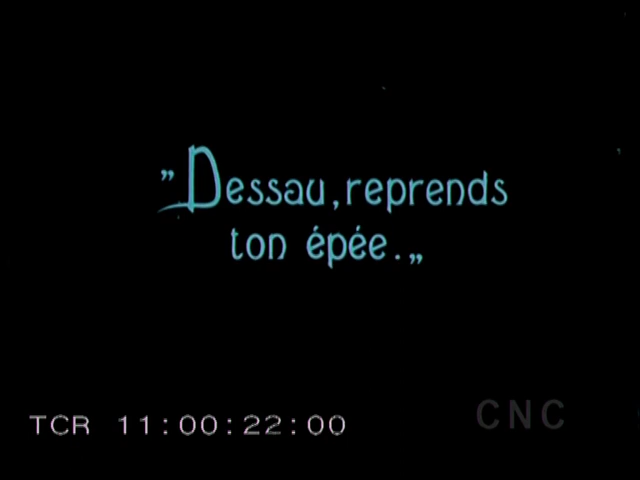 ”Dessau, reprends
ton épée.„
TCR 11:00:22:00
CNC